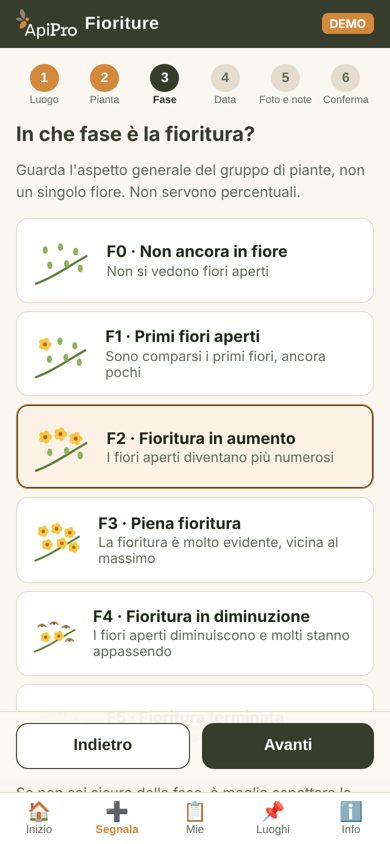 ApiPro
Fioriture
DEMO
1
2
3
4
5
6
Luogo
Pianta
Fase
Data
Foto e note
Conferma
In che fase è la fioritura?
Guarda l'aspetto generale del gruppo di piante, non
un singolo fiore. Non servono percentuali.
F0 · Non ancora in fiore
Non si vedono fiori aperti
F1 · Primi fiori aperti
Sono comparsi i primi fiori, ancora
pochi
F2 · Fioritura in aumento
I fiori aperti diventano più numerosi
F3 · Piena fioritura
La fioritura è molto evidente, vicina al
massimo
F4 · Fioritura in diminuzione
I fiori aperti diminuiscono e molti stanno
appassendo
F5 · Fioritura terminata
Indietro
Avanti
Se non sei sicuro della fase, è meglio aspettare la
Inizio
Segnala
Mie
Luoghi
Info